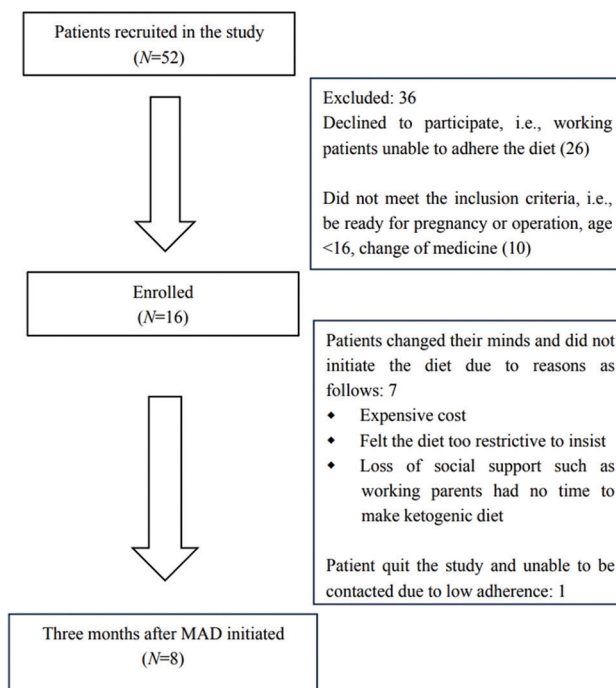 Patients recruited in the study
(N=52)
Excluded: 36
Declined to participate, i.e., working
patients unable to adhere the diet (26)
Did not meet the inclusion criteria, i.e.,
be ready for pregnancy or operation, age
<16, change of medicine (10)
Enrolled
(N=16)
Patients changed their minds and did not
initiate the diet due to reasons as
follows: 7
◆ Expensive cost
◆ Felt the diet too restrictive to insist
◆ Loss of social support such as
working parents had no time to
make ketogenic diet
Patient quit the study and unable to be
contacted due to low adherence: 1
Three months after MAD initiated
(N=8)